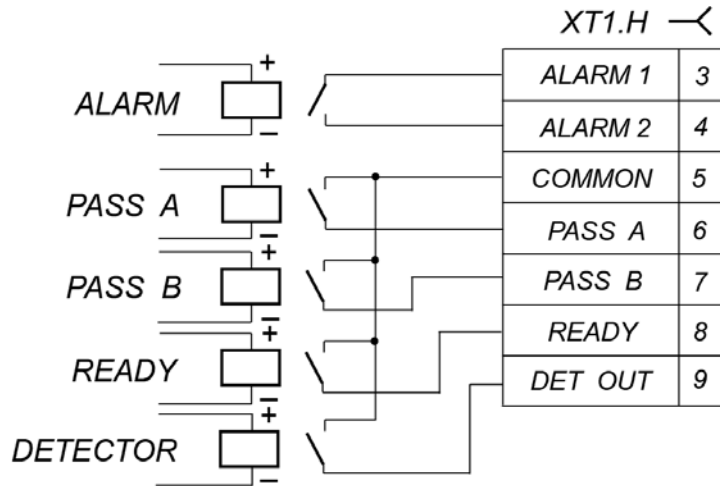 XT1.H
+
ALARM
−
ALARM 1 3
ALARM 2 4
+
PASS A
−
COMMON 5
PASS A 6
+
PASS B
−
PASS B 7
+
READY
−
READY 8
+
DETECTOR
−
DET OUT 9